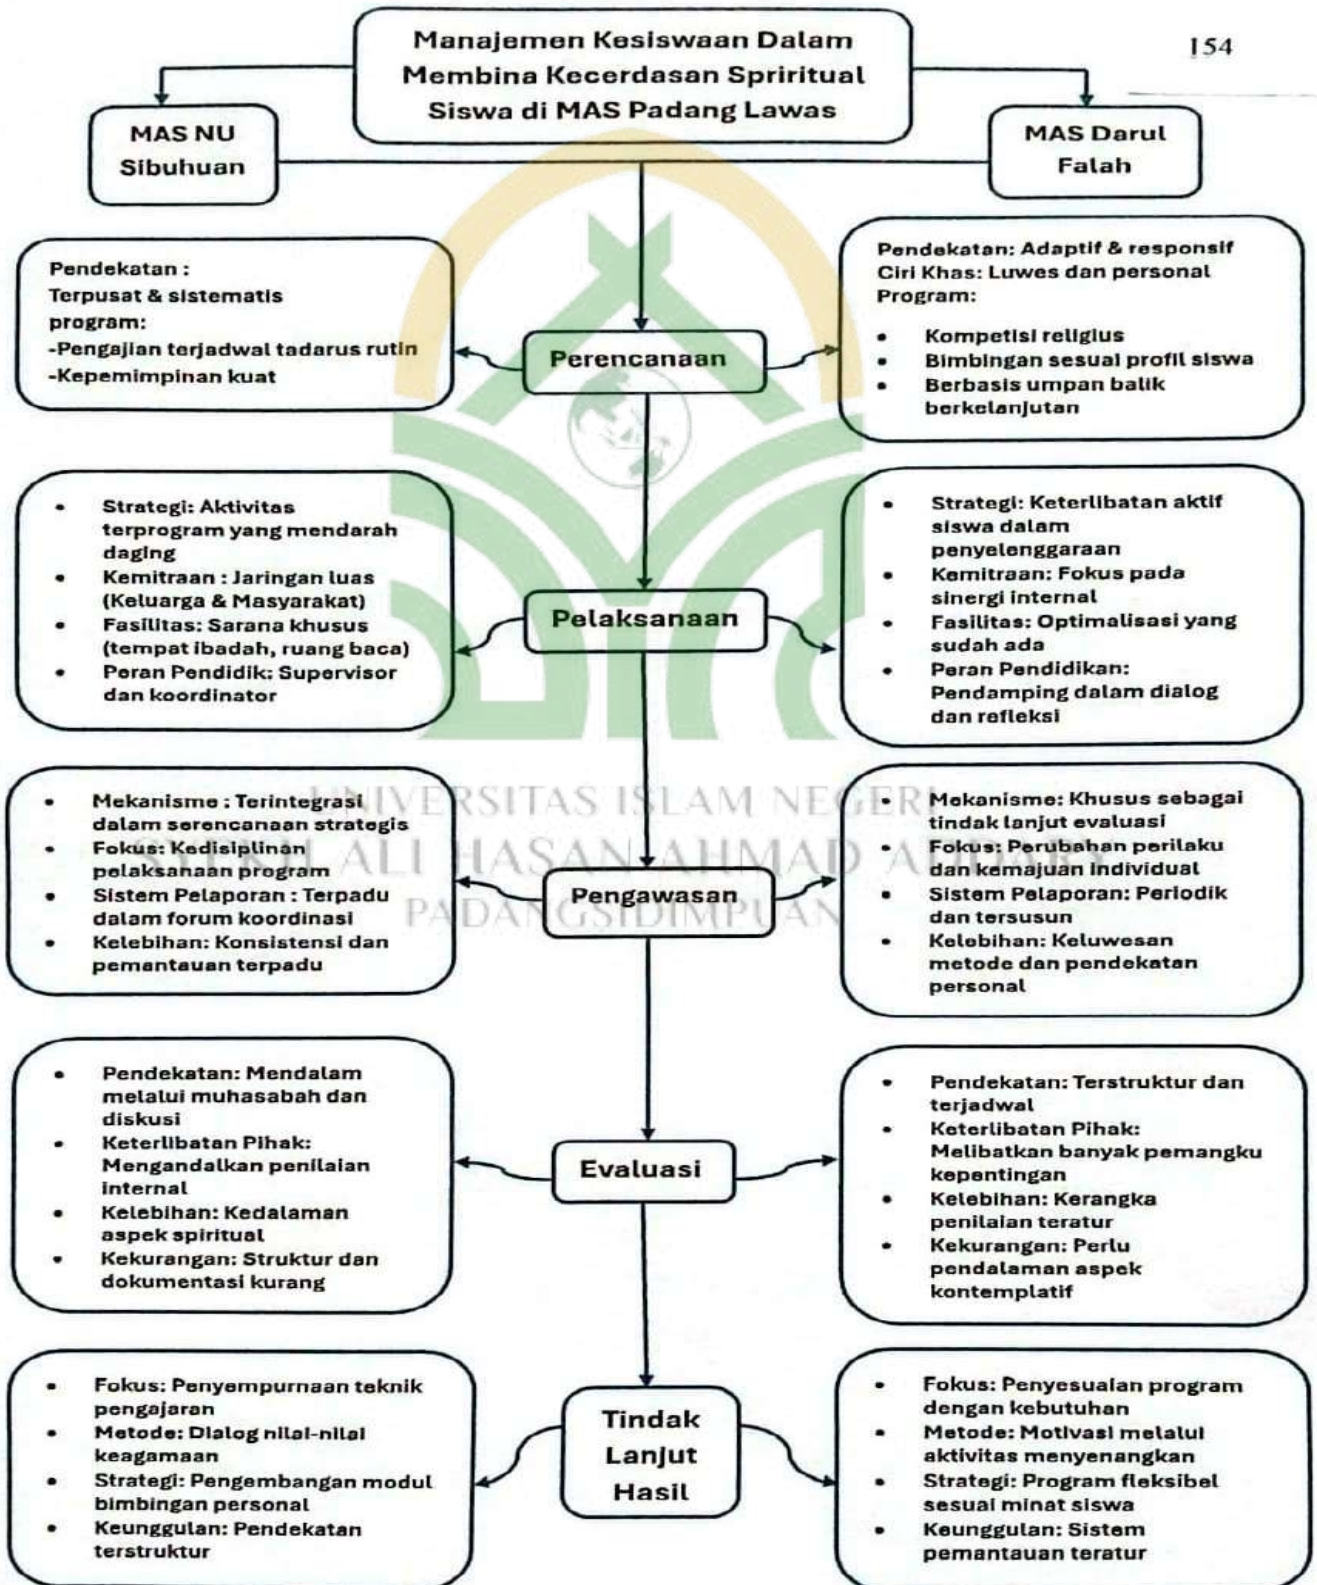 154
Manajemen Kesiswaan Dalam
Membina Kecerdasan Spriritual
Siswa di MAS Padang Lawas
MAS NU
Sibuhuan
MAS Darul
Falah
Pendekatan :
Terpusat & sistematis
program:
-Pengajian terjadwal tadarus rutin
-Kepemimpinan kuat
Perencanaan
Pendekatan: Adaptif & responsif
Ciri Khas: Luwes dan personal
Program:
• Kompetisi religius
• Bimbingan sesuai profil siswa
• Berbasis umpan balik
berkelanjutan
• Strategi: Aktivitas
terprogram yang mendarah
daging
• Kemitraan : Jaringan luas
(Keluarga & Masyarakat)
• Fasilitas: Sarana khusus
(tempat ibadah, ruang baca)
• Peran Pendidik: Supervisor
dan koordinator
Pelaksanaan
• Strategi: Keterlibatan aktif
siswa dalam
penyelenggaraan
• Kemitraan: Fokus pada
sinergi internal
• Fasilitas: Optimalisasi yang
sudah ada
• Peran Pendidikan:
Pendamping dalam dialog
dan refleksi
UNIVERSITAS ISLAM NEGERI
SYEKH ALI HASAN AHMAD ADDARY
PADANGSIDIMPUAN
• Mekanisme : Terintegrasi
dalam serencanaan strategis
• Fokus: Kedisiplinan
pelaksanaan program
• Sistem Pelaporan : Terpadu
dalam forum koordinasi
• Kelebihan: Konsistensi dan
pemantauan terpadu
Pengawasan
• Mekanisme: Khusus sebagai
tindak lanjut evaluasi
• Fokus: Perubahan perilaku
dan kemajuan individual
• Sistem Pelaporan: Periodik
dan tersusun
• Kelebihan: Keluwesan
metode dan pendekatan
personal
• Pendekatan: Mendalam
melalui muhasabah dan
diskusi
• Keterlibatan Pihak:
Mengandalkan penilaian
internal
• Kelebihan: Kedalaman
aspek spiritual
• Kekurangan: Struktur dan
dokumentasi kurang
Evaluasi
• Pendekatan: Terstruktur dan
terjadwal
• Keterlibatan Pihak:
Melibatkan banyak pemangku
kepentingan
• Kelebihan: Kerangka
penilaian teratur
• Kekurangan: Perlu
pendalaman aspek
kontemplatif
• Fokus: Penyempurnaan teknik
pengajaran
• Metode: Dialog nilai-nilai
keagamaan
• Strategi: Pengembangan modul
bimbingan personal
• Keunggulan: Pendekatan
terstruktur
Tindak
Lanjut
Hasil
• Fokus: Penyesuaian program
dengan kebutuhan
• Metode: Motivasi melalui
aktivitas menyenangkan
• Strategi: Program fleksibel
sesuai minat siswa
• Keunggulan: Sistem
pemantauan teratur